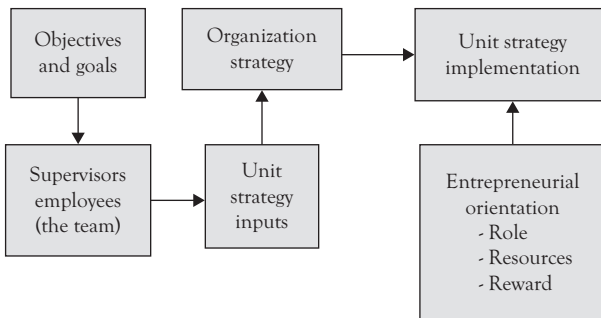 Objectives
and goals
Organization
strategy
Unit strategy
implementation
Supervisors
employees
(the team)
Unit
strategy
inputs
Entrepreneurial
orientation
- Role
- Resources
- Reward